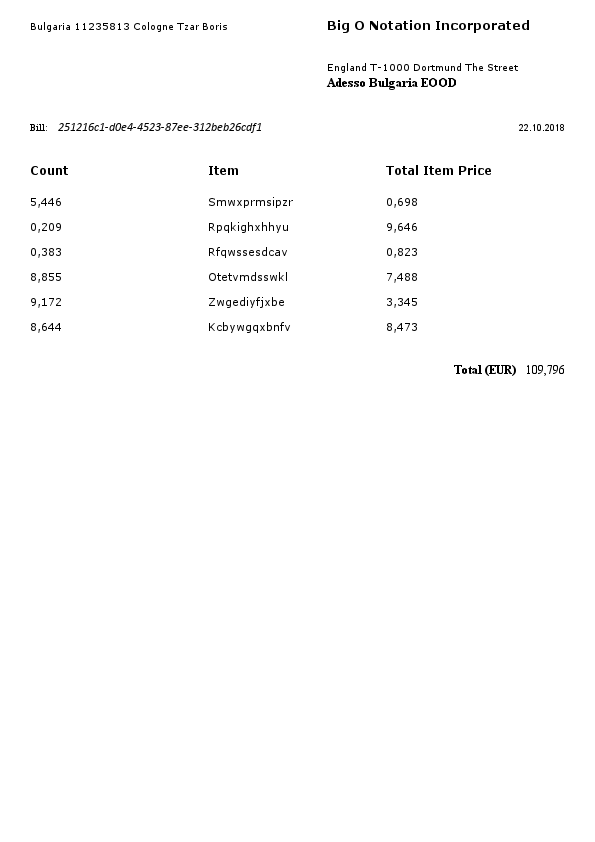 Bulgaria 11235813 Cologne Tzar Boris
Big O Notation Incorporated
England T-1000 Dortmund The Street
Adesso Bulgaria EOOD
Bill: 251216c1-d0e4-4523-87ee-312beb26cdf1 22.10.2018
Count Item Total Item Price
5,446 Smwxprmsipzr 0,698
0,209 Rpqkighxhhyu 9,646
0,383 Rfqwssesdcav 0,823
8,855 Otetvmdsswkl 7,488
9,172 Zwgediyfjxbe 3,345
8,644 Kcbywgqxbnfv 8,473
Total (EUR) 109,796